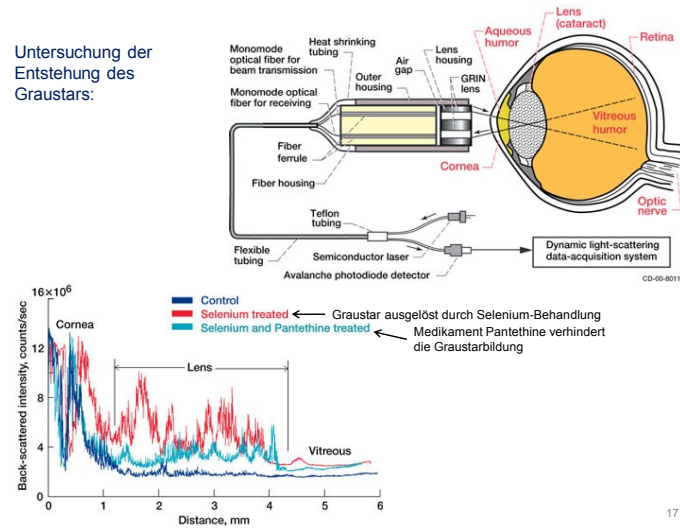 Untersuchung der
Entstehung des
Graustars:
Monomode
optical fiber for
beam transmission
Heat shrinking
tubing
Outer
housing
Air
gap
Lens
housing
GRIN
lens
Aqueous
humor
Lens
(cataract)
Retina
Monomode optical
fiber for receiving
Vitreous
humor
Fiber
ferrule
Fiber housing
Cornea
Optic
nerve
Teflon
tubing
Flexible
tubing
Semiconductor laser
Avalanche photodiode detector
Dynamic light-scattering
data-acquisition system
CD-00-8011
Control
Selenium treated
Graustar ausgelöst durch Selenium-Behandlung
Selenium and Pantethine treated
Medikament Pantethine verhindert
die Graustarbildung
Back-scattered intensity, counts/sec
16×10⁶
12
8
4
0
Cornea
Lens
Vitreous
0 1 2 3 4 5 6
Distance, mm
17